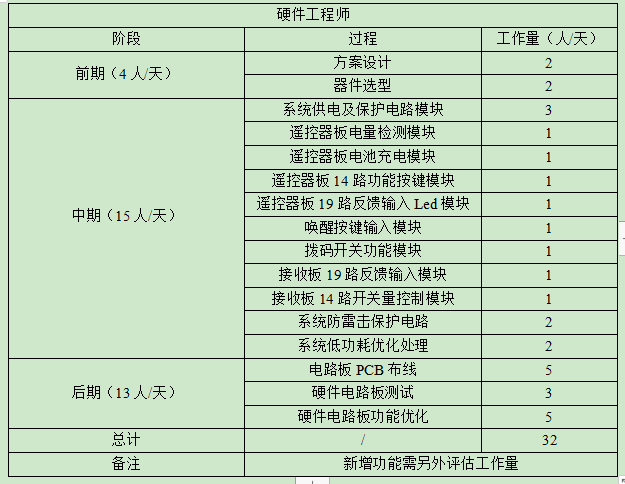 硬件工程师
阶段 过程 工作量（人/天）
前期（4 人/天） 方案设计 2
器件选型 2
中期（15 人/天） 系统供电及保护电路模块 3
遥控器板电量检测模块 1
遥控器板电池充电模块 1
遥控器板 14 路功能按键模块 1
遥控器板 19 路反馈输入 Led 模块 1
唤醒按键输入模块 1
拨码开关功能模块 1
接收板 19 路反馈输入模块 1
接收板 14 路开关量控制模块 1
系统防雷击保护电路 2
系统低功耗优化处理 2
后期（13 人/天） 电路板 PCB 布线 5
硬件电路板测试 3
硬件电路板功能优化 5
总计 / 32
备注 新增功能需另外评估工作量